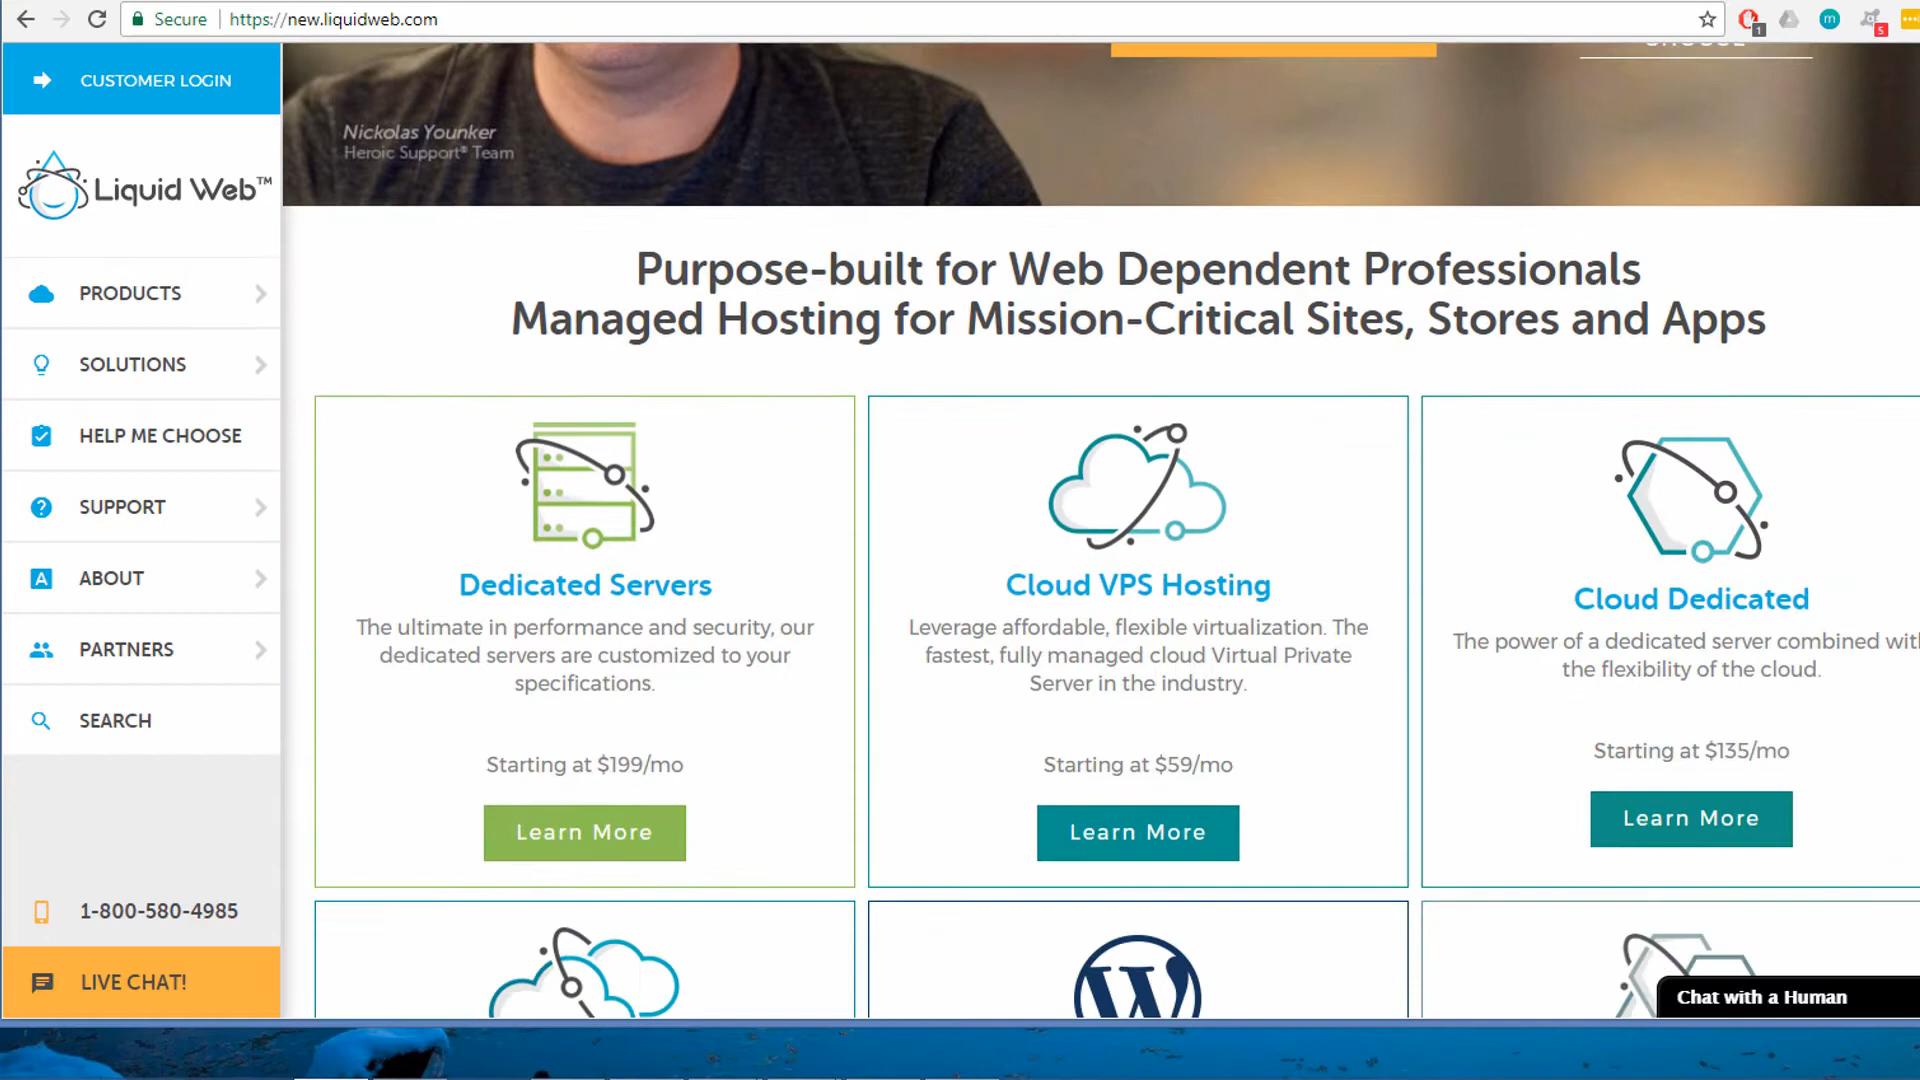 Secure
https://new.liquidweb.com
1
m
5
CUSTOMER LOGIN
Liquid Web™
PRODUCTS
SOLUTIONS
HELP ME CHOOSE
SUPPORT
A
ABOUT
PARTNERS
SEARCH
1-800-580-4985
LIVE CHAT!
CHOOSE
Nickolas Younker
Heroic Support® Team
Purpose-built for Web Dependent Professionals
Managed Hosting for Mission-Critical Sites, Stores and Apps
Dedicated Servers
The ultimate in performance and security, our
dedicated servers are customized to your
specifications.
Starting at $199/mo
Learn More
Cloud VPS Hosting
Leverage affordable, flexible virtualization. The
fastest, fully managed cloud Virtual Private
Server in the industry.
Starting at $59/mo
Learn More
Cloud Dedicated
The power of a dedicated server combined with
the flexibility of the cloud.
Starting at $135/mo
Learn More
Chat with a Human